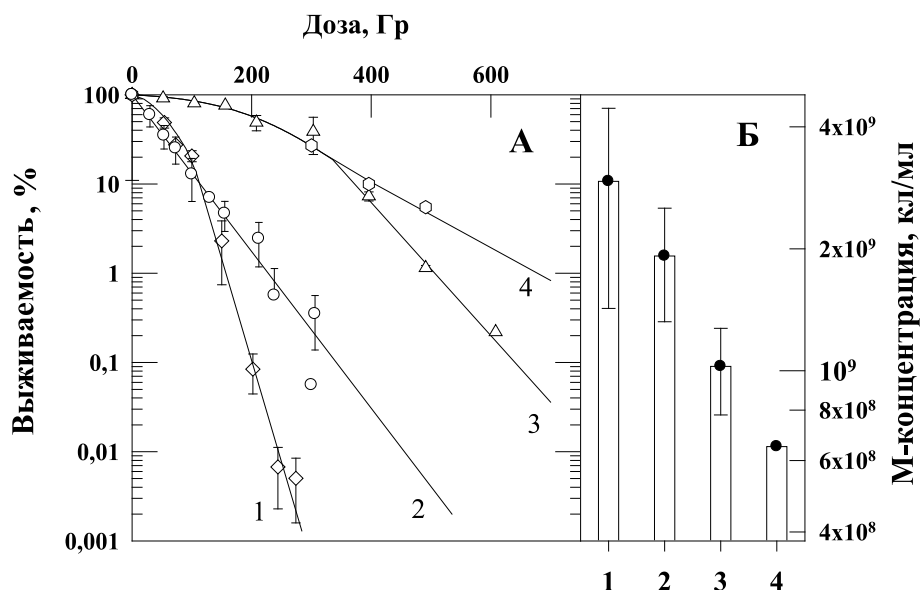 Доза, Гр
0 200 400 600
Выживаемость, %
100
10
1
0,1
0,01
0,001
А
1
2
3
4
Б
4x10⁹
2x10⁹
10⁹
8x10⁸
6x10⁸
4x10⁸
М-концентрация, кл/мл
1 2 3 4